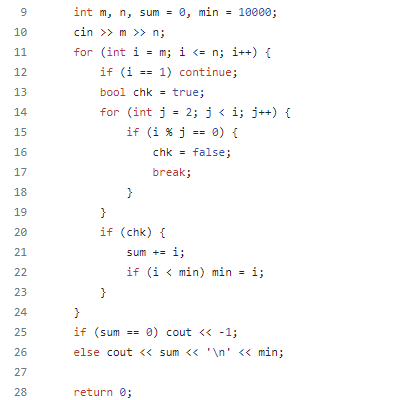 9 int m, n, sum = 0, min = 10000;
10 cin >> m >> n;
11 for (int i = m; i <= n; i++) {
12 if (i == 1) continue;
13 bool chk = true;
14 for (int j = 2; j < i; j++) {
15 if (i % j == 0) {
16 chk = false;
17 break;
18 }
19 }
20 if (chk) {
21 sum += i;
22 if (i < min) min = i;
23 }
24 }
25 if (sum == 0) cout << -1;
26 else cout << sum << '\n' << min;
27
28 return 0;